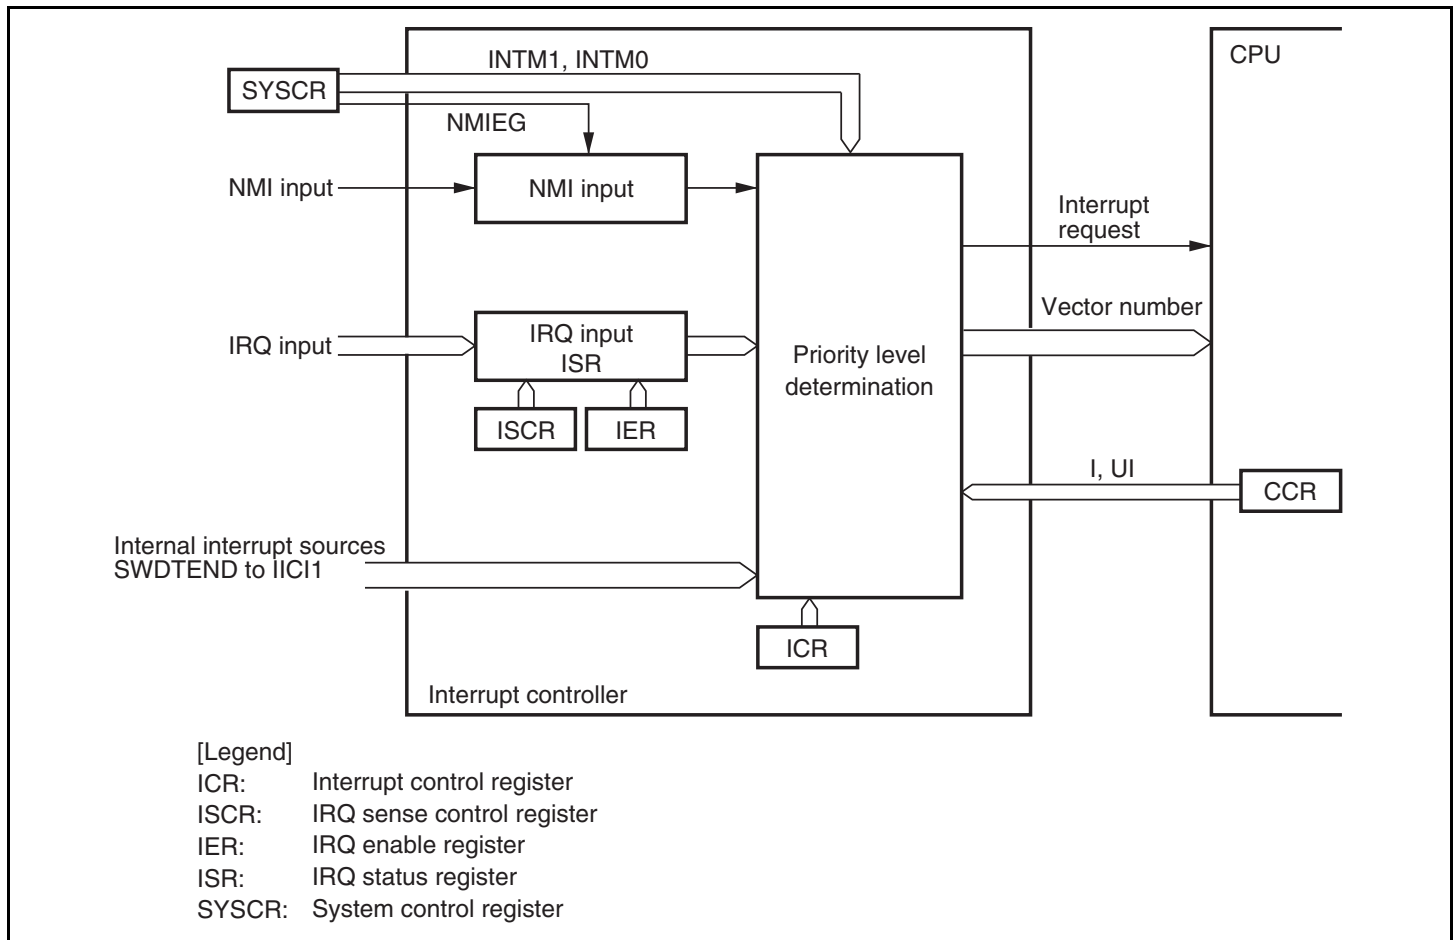 INTM1, INTM0
CPU
SYSCR
NMIEG
NMI input
NMI input
Interrupt
request
Vector number
IRQ input
IRQ input
ISR
Priority level
determination
ISCR
IER
I, UI
CCR
Internal interrupt sources
SWDTEND to IICI1
ICR
Interrupt controller
[Legend]
ICR: Interrupt control register
ISCR: IRQ sense control register
IER: IRQ enable register
ISR: IRQ status register
SYSCR: System control register